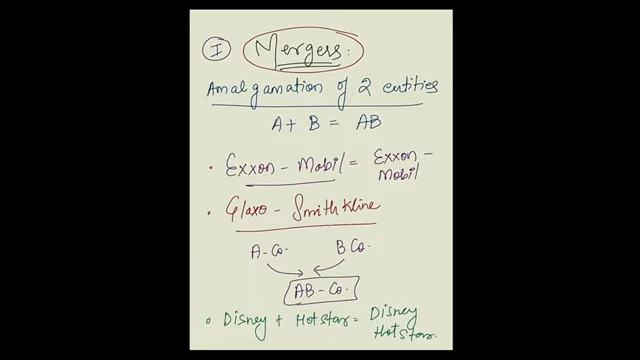 I Mergers:
Amalgamation of 2 entities
A + B = AB
• Exxon - Mobil = Exxon - Mobil
• Glaxo - Smithkline
A - Co. B Co.
AB - Co.
• Disney + Hotstar = Disney Hotstar.